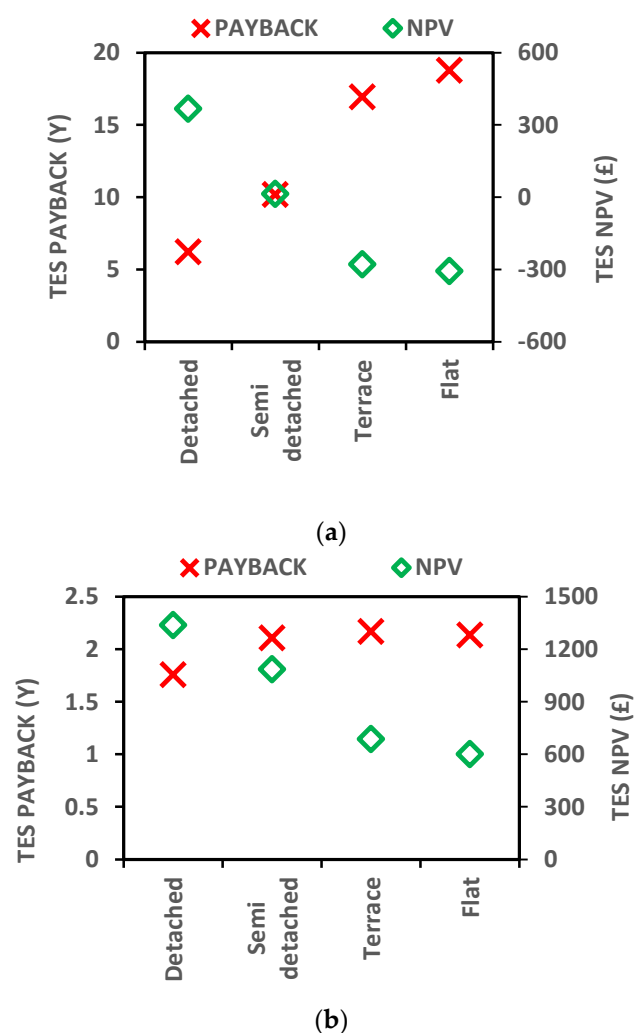 PAYBACK NPV
20
15
10
5
0
TES PAYBACK (Y)
600
300
0
-300
-600
TES NPV (£)
Detached
Semi
detached
Terrace
Flat
(a)
PAYBACK NPV
2.5
2
1.5
1
0.5
0
TES PAYBACK (Y)
1500
1200
900
600
300
0
TES NPV (£)
Detached
Semi
detached
Terrace
Flat
(b)